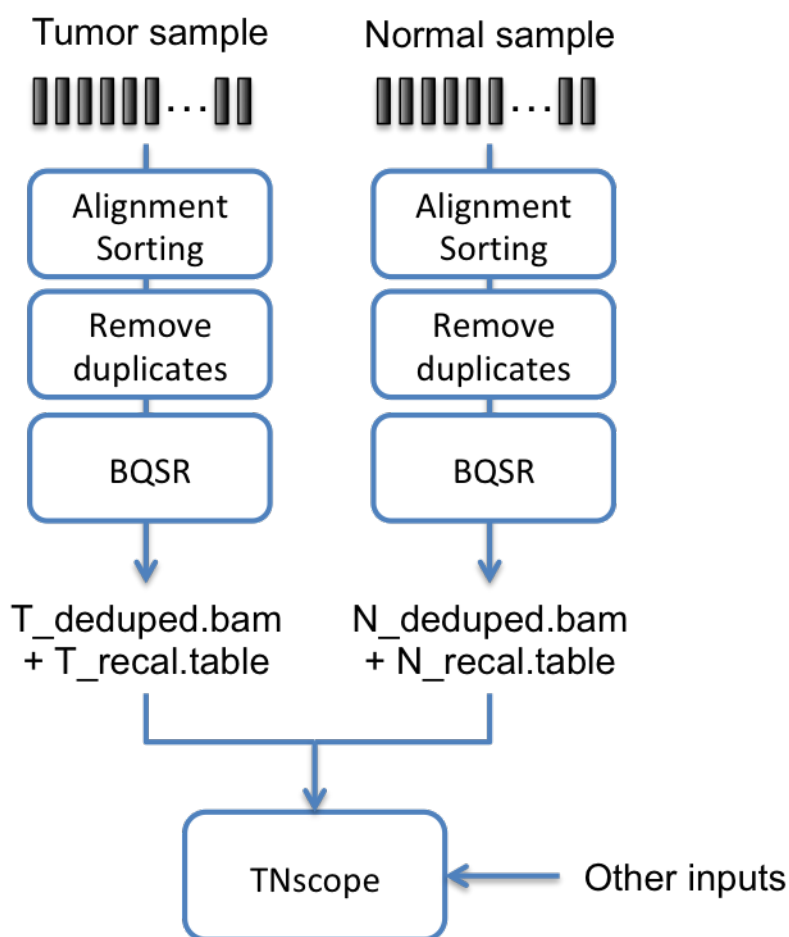 Tumor sample
Normal sample
...
...
Alignment
Sorting
Alignment
Sorting
Remove
duplicates
Remove
duplicates
BQSR
BQSR
T_deduped.bam
+ T_recal.table
N_deduped.bam
+ N_recal.table
TNscope
Other inputs